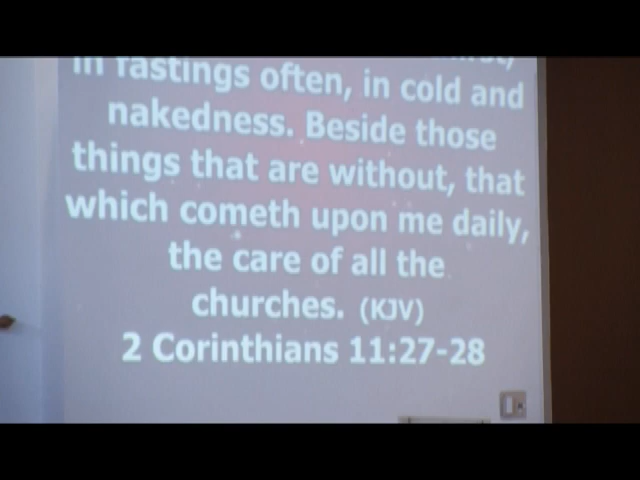 in fastings often, in cold and
nakedness. Beside those
things that are without, that
which cometh upon me daily,
the care of all the
churches. (KJV)
2 Corinthians 11:27-28